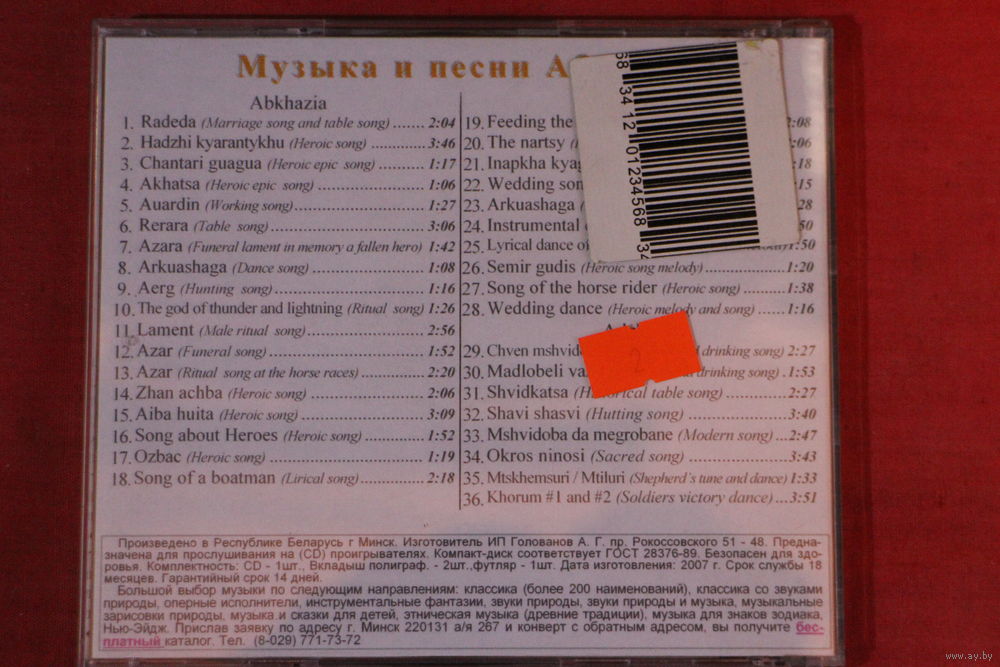 Музыка и песни
Abkhazia
1. Radeda (Marriage song and table song) ....... 2:04
2. Hadzhi kyarantykhu (Heroic song) ................ 3:46
3. Chantari guagua (Heroic epic song) ............. 1:17
4. Akhatsa (Heroic epic song) ........................ 1:06
5. Auardin (Working song) ............................. 1:27
6. Rerara (Table song) ................................... 3:06
7. Azara (Funeral lament in memory a fallen hero) 1:42
8. Arkuashaga (Dance song) .......................... 1:08
9. Aerg (Hunting song) ................................. 1:16
10. The god of thunder and lightning (Ritual song) 1:26
11. Lament (Male ritual song) ......................... 2:56
12. Azar (Funeral song) .................................. 1:52
13. Azar (Ritual song at the horse races) .......... 2:20
14. Zhan achba (Heroic song) .......................... 2:06
15. Aiba huita (Heroic song) ............................ 3:09
16. Song about Heroes (Heroic song) ............... 1:52
17. Ozbac (Heroic song) .................................. 1:19
18. Song of a boatman (Lirical song) ................ 2:18
19. Feeding the :08
20. The nartsy :06
21. Inapkha :18
22. Wedding :15
23. Arkuashaga :28
24. Instrumental :50
25. Lyrical dance of 1:50
26. Semir gudis (Heroic song melody) .................. 1:20
27. Song of the horse rider (Heroic song) ............. 1:38
28. Wedding dance (Heroic melody and song) ...... 1:16
29. Chven drinking song) 2:27
30. Madlobeli drinking song) . 1:53
31. Shvidkatsa table song) ............ 2:27
32. Shavi shasvi (Hutting song) .................... 3:40
33. Mshvidoba da megrobane (Modern song) ... 2:47
34. Okros ninosi (Sacred song) .................... 3:43
35. Mtskhemsuri / Mtiluri (Shepherd's tune and dance) 1:33
36. Khorum #1 and #2 (Soldiers victory dance) ... 3:51
68 34 12 01234568 34
2
Произведено в Республике Беларусь г Минск. Изготовитель ИП Голованов А. Г. пр. Рокоссовского 51 - 48. Предна-
значена для прослушивания на (CD) проигрывателях. Компакт-диск соответствует ГОСТ 28376-89. Безопасен для здо-
ровья. Комплектность: CD - 1шт., Вкладыш полиграф. - 2шт.,футляр - 1шт. Дата изготовления: 2007 г. Срок службы 18
месяцев. Гарантийный срок 14 дней.
Большой выбор музыки по следующим направлениям: классика (более 200 наименований), классика со звуками
природы, оперные исполнители, инструментальные фантазии, звуки природы, звуки природы и музыка, музыкальные
зарисовки природы, музыка и сказки для детей, этническая музыка (древние традиции), музыка для знаков зодиака,
Нью-Эйдж. Прислав заявку по адресу г. Минск 220131 а/я 267 и конверт с обратным адресом, вы получите бес-
платный каталог. Тел. (8-029) 771-73-72
www.ay.by